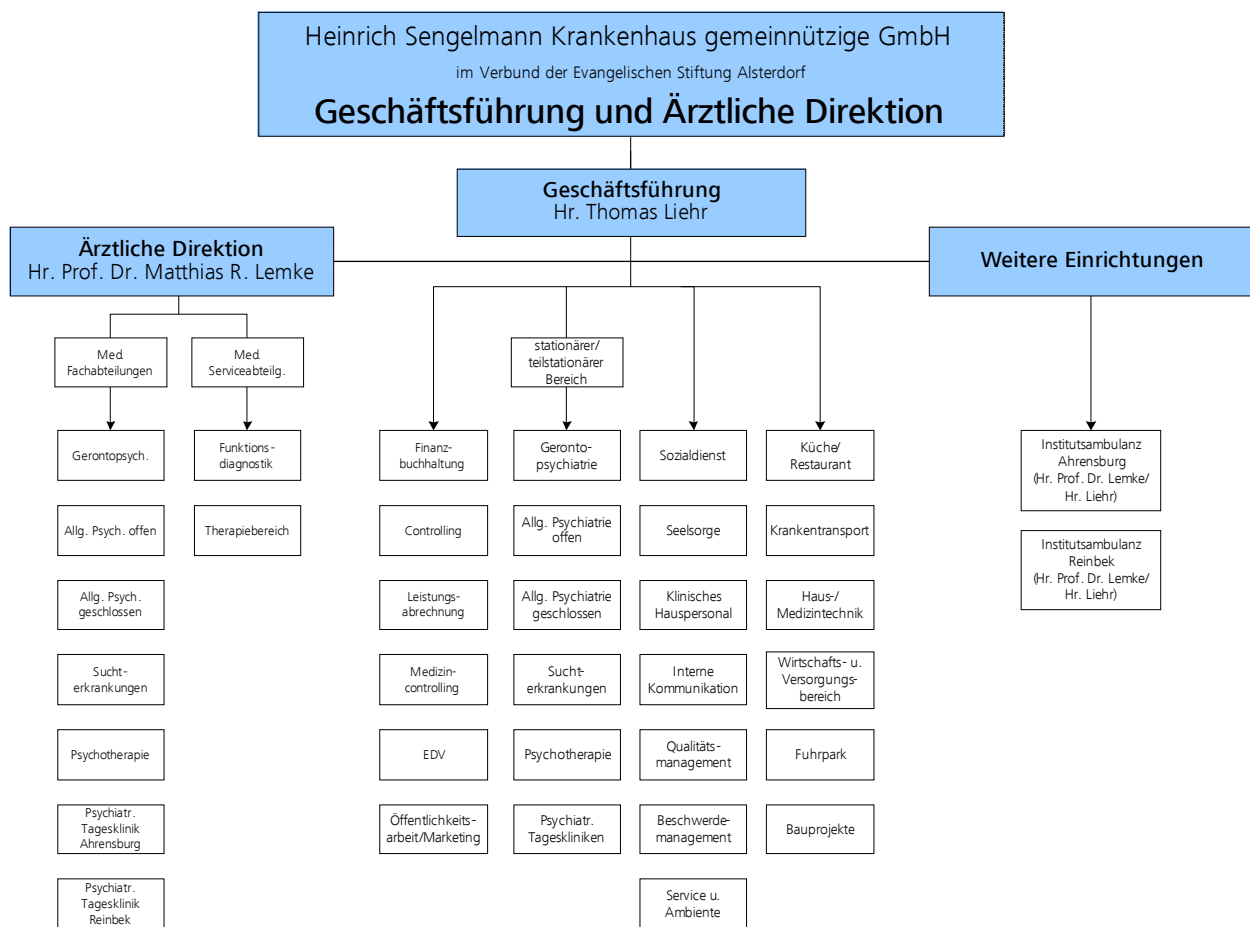 Heinrich Sengelmann Krankenhaus gemeinnützige GmbH
im Verbund der Evangelischen Stiftung Alsterdorf
Geschäftsführung und Ärztliche Direktion
Geschäftsführung
Hr. Thomas Liehr
Ärztliche Direktion
Hr. Prof. Dr. Matthias R. Lemke
Weitere Einrichtungen
Med.
Fachabteilungen
Med.
Serviceabteilg.
stationärer/
teilstationärer
Bereich
Gerontopsych.
Allg. Psych. offen
Allg. Psych.
geschlossen
Sucht-
erkrankungen
Psychotherapie
Psychiatr.
Tagesklinik
Ahrensburg
Psychiatr.
Tagesklinik
Reinbek
Funktions-
diagnostik
Therapiebereich
Finanz-
buchhaltung
Controlling
Leistungs-
abrechnung
Medizin-
controlling
EDV
Öffentlichkeits-
arbeit/Marketing
Geronto-
psychiatrie
Allg. Psychiatrie
offen
Allg. Psychiatrie
geschlossen
Sucht-
erkrankungen
Psychotherapie
Psychiatr.
Tageskliniken
Sozialdienst
Seelsorge
Klinisches
Hauspersonal
Interne
Kommunikation
Qualitäts-
management
Beschwerde-
management
Service u.
Ambiente
Küche/
Restaurant
Krankentransport
Haus-/
Medizintechnik
Wirtschafts- u.
Versorgungs-
bereich
Fuhrpark
Bauprojekte
Institutsambulanz
Ahrensburg
(Hr. Prof. Dr. Lemke/
Hr. Liehr)
Institutsambulanz
Reinbek
(Hr. Prof. Dr. Lemke/
Hr. Liehr)